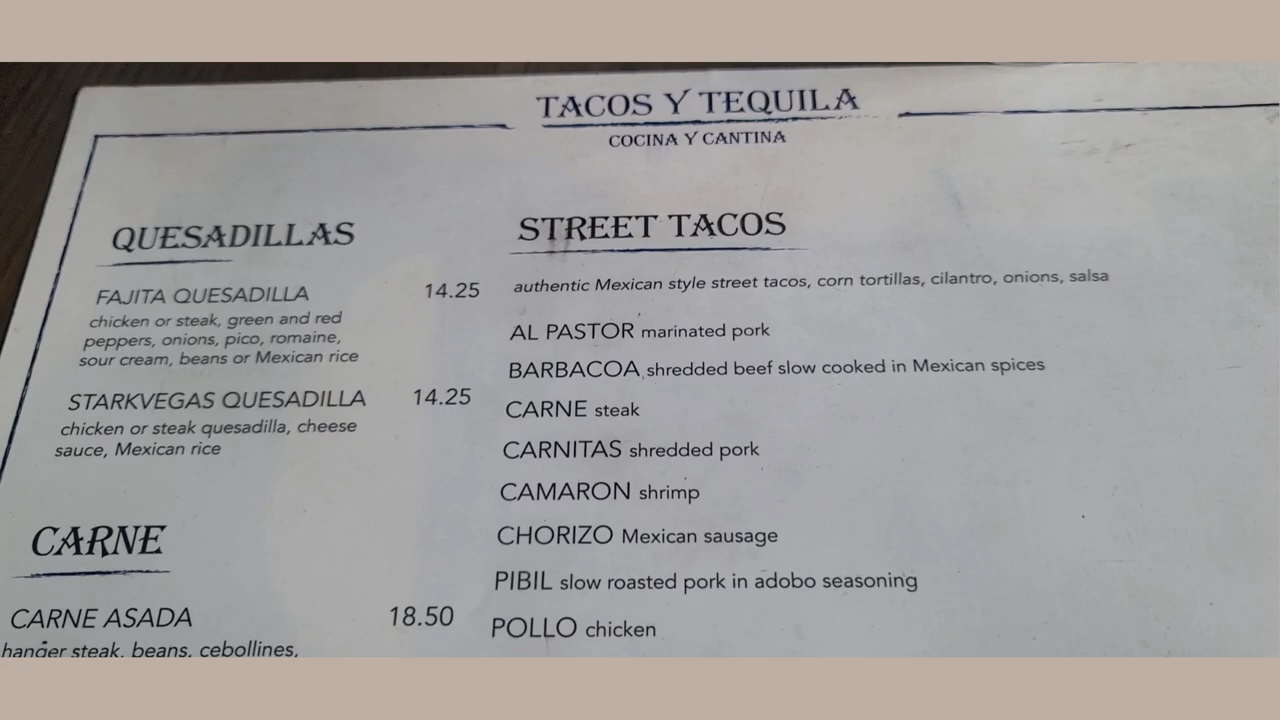 TACOS Y TEQUILA
COCINA Y CANTINA
QUESADILLAS
FAJITA QUESADILLA 14.25
chicken or steak, green and red
peppers, onions, pico, romaine,
sour cream, beans or Mexican rice
STARKVEGAS QUESADILLA 14.25
chicken or steak quesadilla, cheese
sauce, Mexican rice
CARNE
CARNE ASADA 18.50
hanger steak, beans, cebollines,
STREET TACOS
authentic Mexican style street tacos, corn tortillas, cilantro, onions, salsa
AL PASTOR marinated pork
BARBACOA shredded beef slow cooked in Mexican spices
CARNE steak
CARNITAS shredded pork
CAMARON shrimp
CHORIZO Mexican sausage
PIBIL slow roasted pork in adobo seasoning
POLLO chicken